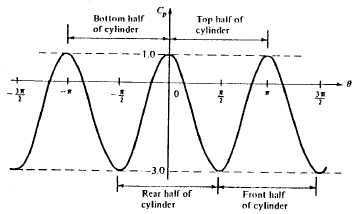 Bottom half
of cylinder
C_p
Top half of
cylinder
1.0
θ
-3π/2
-π
-π/2
0
π/2
π
3π/2
-3.0
Rear half of
cylinder
Front half
of cylinder